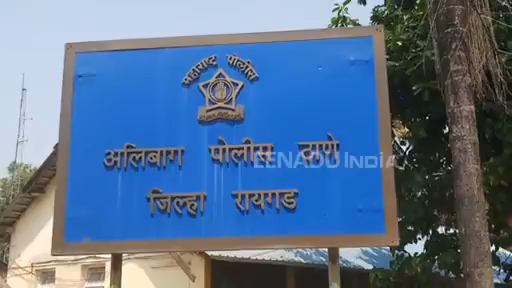 महाराष्ट्र पोलीस
अलिबाग पोलीस ठाणे
EENADU INDIA
जिल्हा रायगड